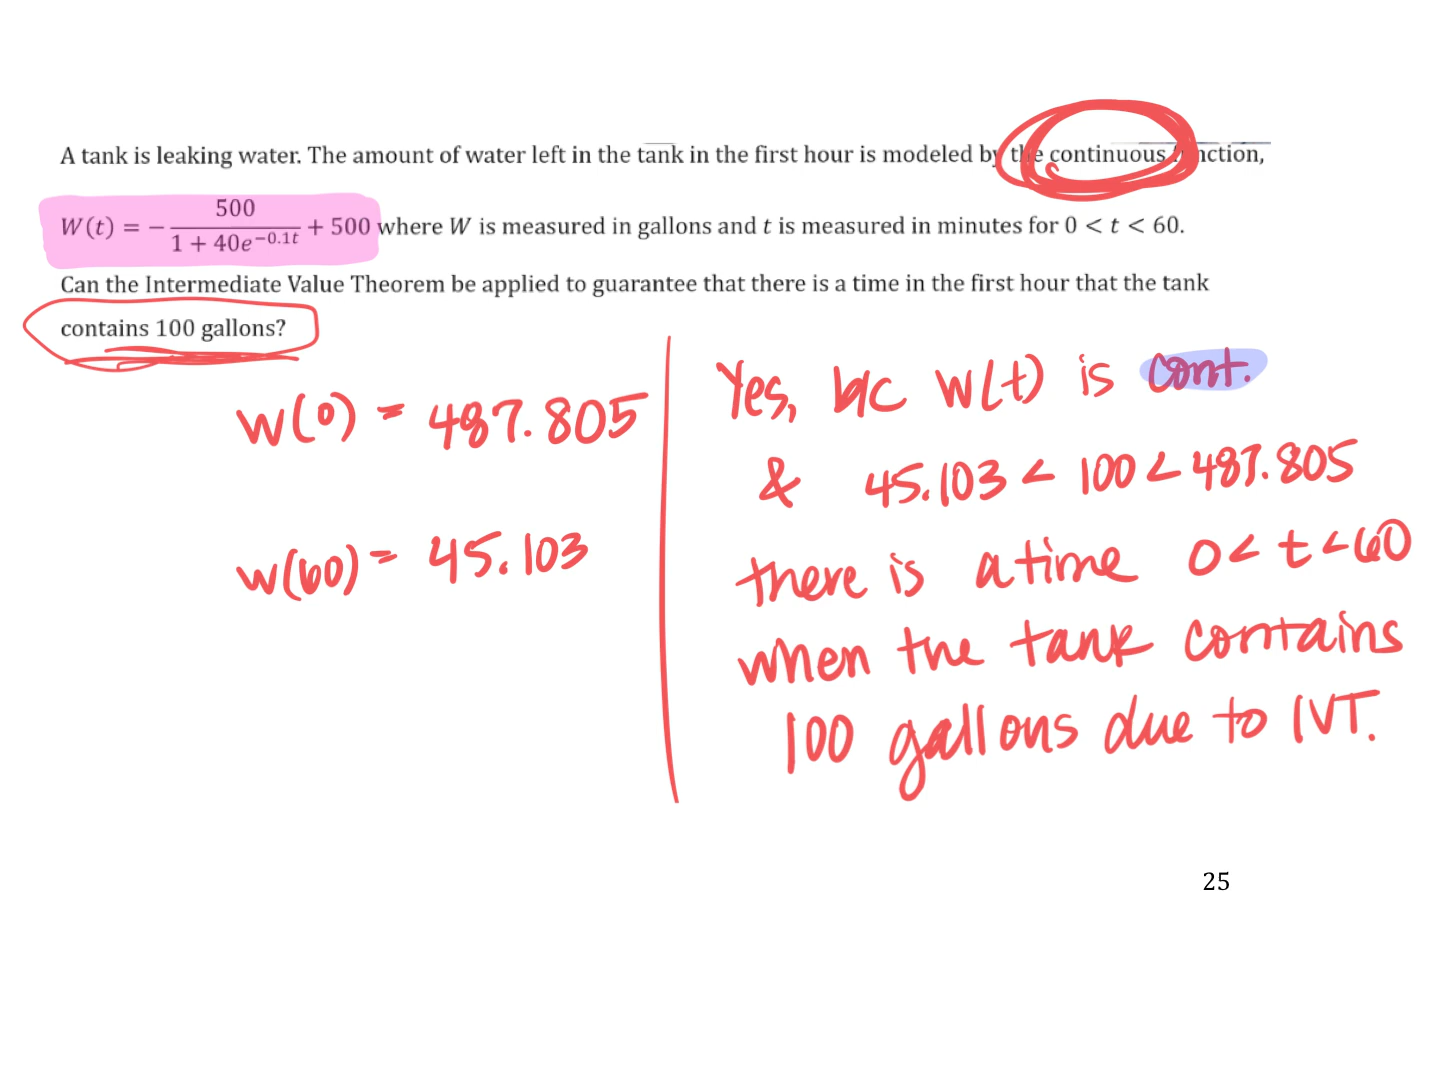 A tank is leaking water. The amount of water left in the tank in the first hour is modeled by the continuous function,
W(t) = − 500 / (1 + 40e^−0.1t) + 500 where W is measured in gallons and t is measured in minutes for 0 < t < 60.
Can the Intermediate Value Theorem be applied to guarantee that there is a time in the first hour that the tank
contains 100 gallons?
W(0) = 487.805
W(60) = 45.103
Yes, b/c W(t) is cont.
& 45.103 < 100 < 487.805
there is a time 0 < t < 60
when the tank contains
100 gallons due to IVT.
25